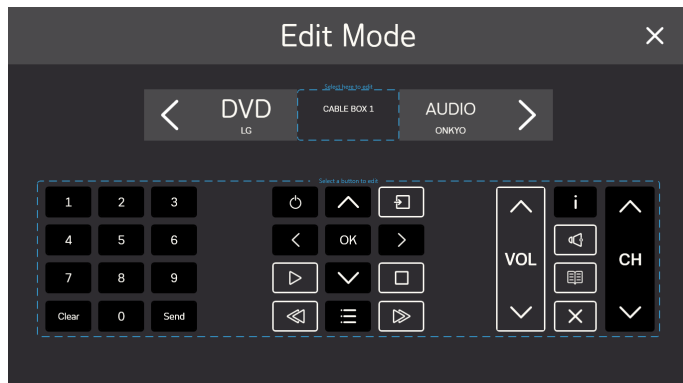 Edit Mode
Select here to edit
DVD
LG
CABLE BOX 1
AUDIO
ONKYO
Select a button to edit
1 2 3
4 5 6
7 8 9
Clear 0 Send
OK
VOL
i
CH